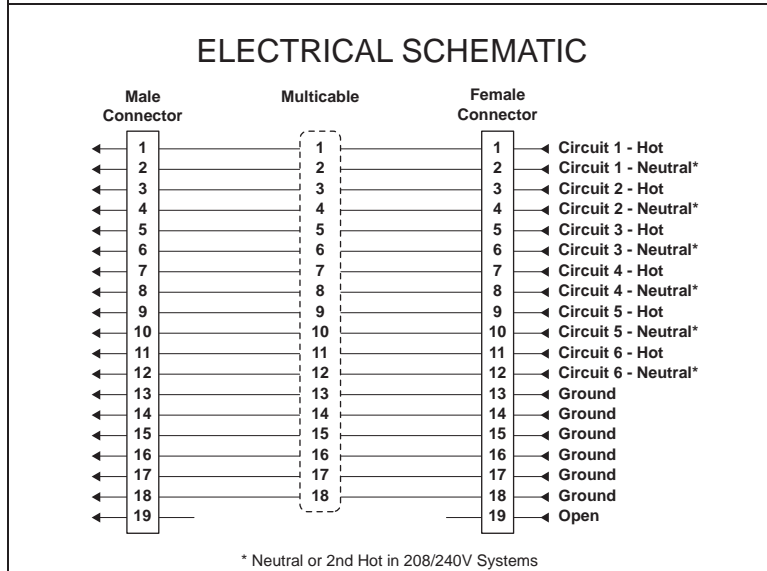 ELECTRICAL SCHEMATIC
Male Connector Multicable Female Connector
1 1 1 Circuit 1 - Hot
2 2 2 Circuit 1 - Neutral*
3 3 3 Circuit 2 - Hot
4 4 4 Circuit 2 - Neutral*
5 5 5 Circuit 3 - Hot
6 6 6 Circuit 3 - Neutral*
7 7 7 Circuit 4 - Hot
8 8 8 Circuit 4 - Neutral*
9 9 9 Circuit 5 - Hot
10 10 10 Circuit 5 - Neutral*
11 11 11 Circuit 6 - Hot
12 12 12 Circuit 6 - Neutral*
13 13 13 Ground
14 14 14 Ground
15 15 15 Ground
16 16 16 Ground
17 17 17 Ground
18 18 18 Ground
19 19 Open
* Neutral or 2nd Hot in 208/240V Systems